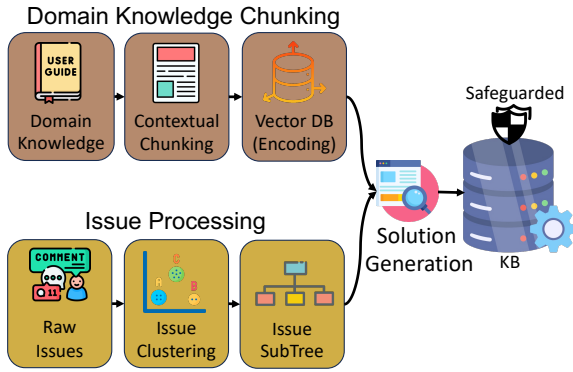 Domain Knowledge Chunking
USER
GUIDE
Domain
Knowledge
Contextual
Chunking
Vector DB
(Encoding)
Safeguarded
Solution
Generation
KB
Issue Processing
COMMENT
11
Raw
Issues
A
C
B
Issue
Clustering
Issue
SubTree